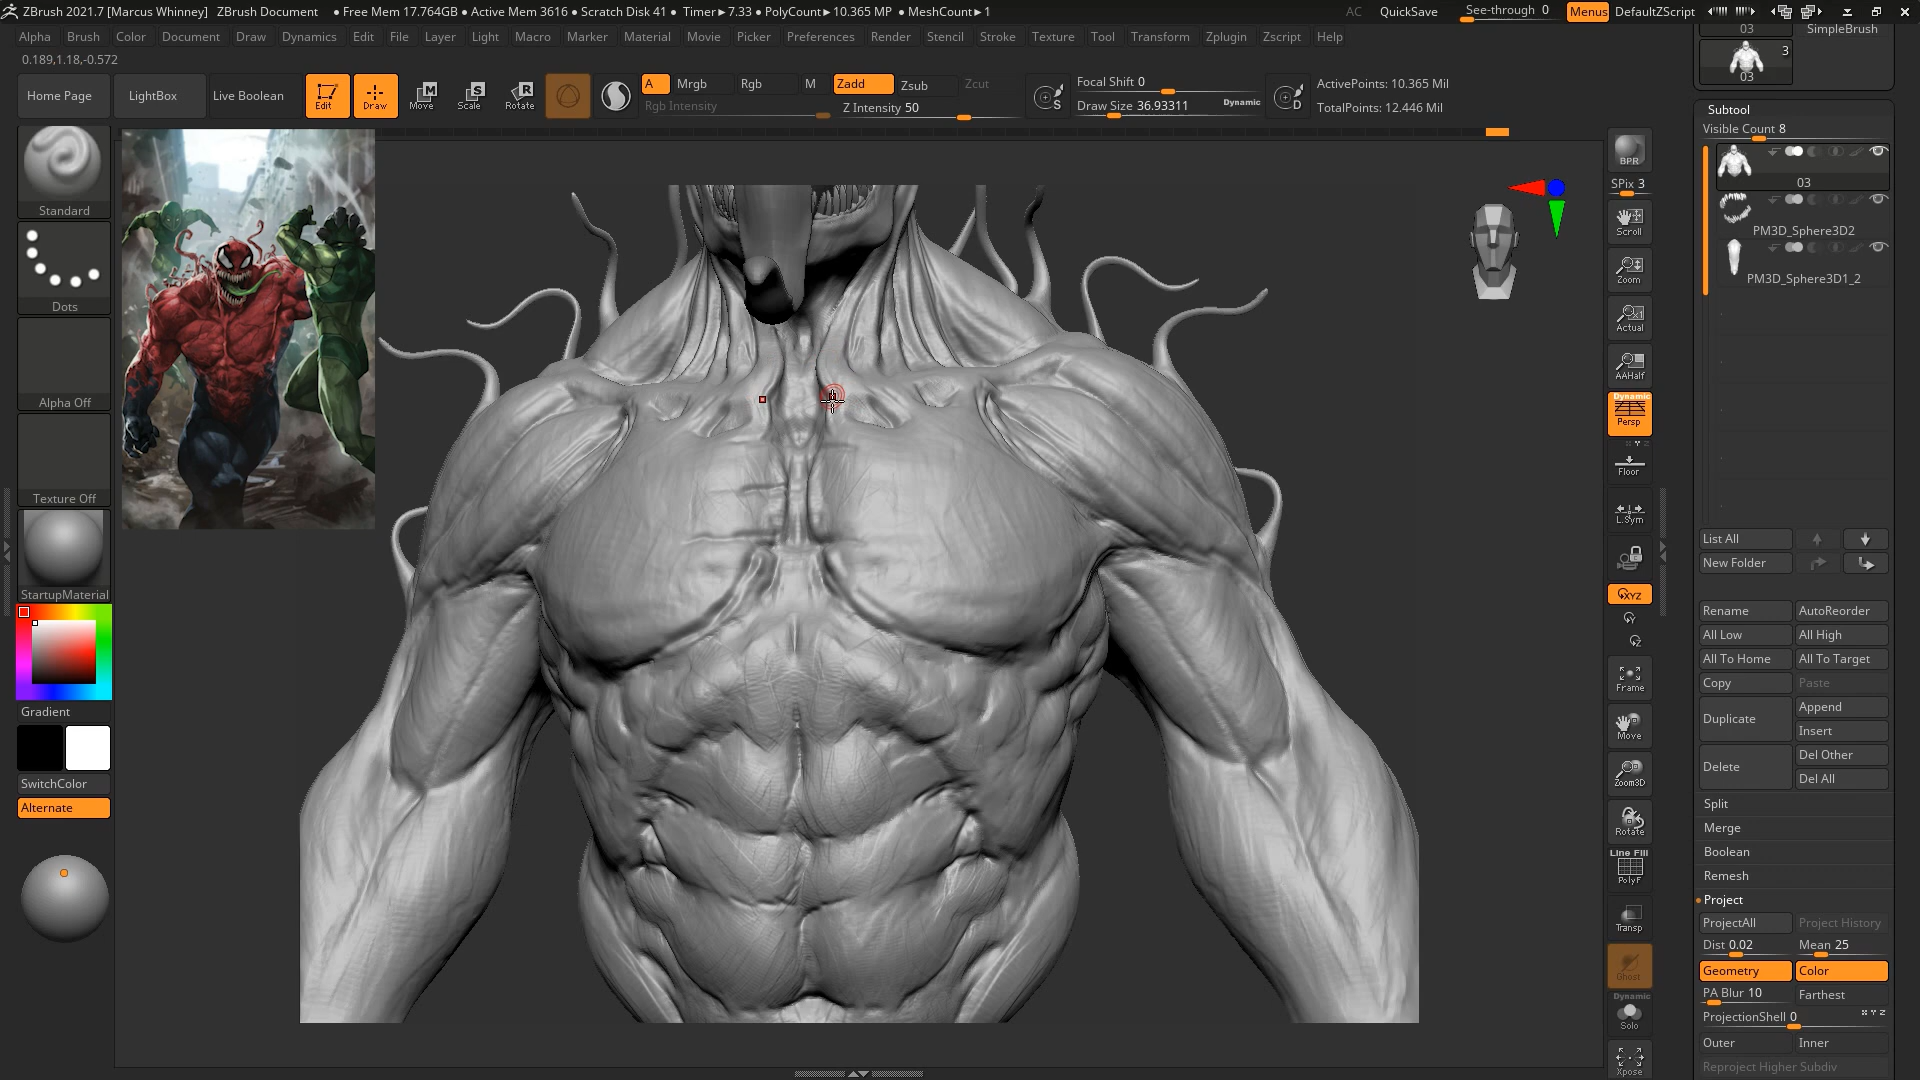 ZBrush 2021.7 [Marcus Whinney] ZBrush Document ● Free Mem 17.764GB ● Active Mem 3616 ● Scratch Disk 41 ● Timer▸7.33 ● PolyCount▸10.365 MP ● MeshCount▸1 AC QuickSave See-through 0 Menus DefaultZScript
Alpha Brush Color Document Draw Dynamics Edit File Layer Light Macro Marker Material Movie Picker Preferences Render Stencil Stroke Texture Tool Transform Zplugin Zscript Help
0.189,1.18,-0.572
Home Page LightBox Live Boolean Edit Draw Move Scale Rotate
M S R
A Mrgb Rgb M Zadd Zsub Zcut
Rgb Intensity Z Intensity 50
S Focal Shift 0
Draw Size 36.93311 Dynamic
D ActivePoints: 10.365 Mil
TotalPoints: 12.446 Mil
Standard
Dots
Alpha Off
Texture Off
StartupMaterial
Gradient
SwitchColor
Alternate
BPR
SPix 3
Scroll
Zoom
Actual
AAHalf
Dynamic
Persp
Floor
L.Sym
XYZ
Frame
Move
Zoom3D
Rotate
Line Fill
PolyF
Transp
Ghost
Dynamic
Solo
Xpose
03 SimpleBrush
3
03
Subtool
Visible Count 8
03
PM3D_Sphere3D2
PM3D_Sphere3D1_2
List All
New Folder
Rename AutoReorder
All Low All High
All To Home All To Target
Copy Paste
Duplicate Append
Insert
Delete Del Other
Del All
Split
Merge
Boolean
Remesh
Project
ProjectAll Project History
Dist 0.02 Mean 25
Geometry Color
PA Blur 10 Farthest
ProjectionShell 0 X Y Z
Outer Inner
Reproject Higher Subdiv